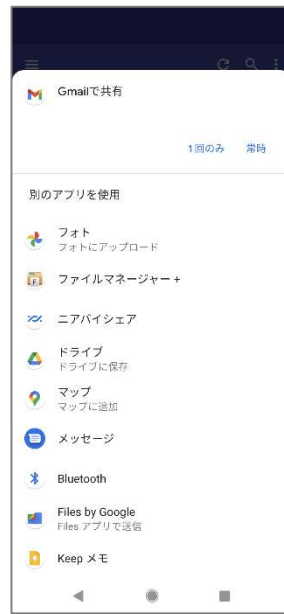 Gmailで共有
1回のみ 常時
別のアプリを使用
フォト
フォトにアップロード
ファイルマネージャー +
ニアバイシェア
ドライブ
ドライブに保存
マップ
マップに追加
メッセージ
Bluetooth
Files by Google
Files アプリで送信
Keep メモ